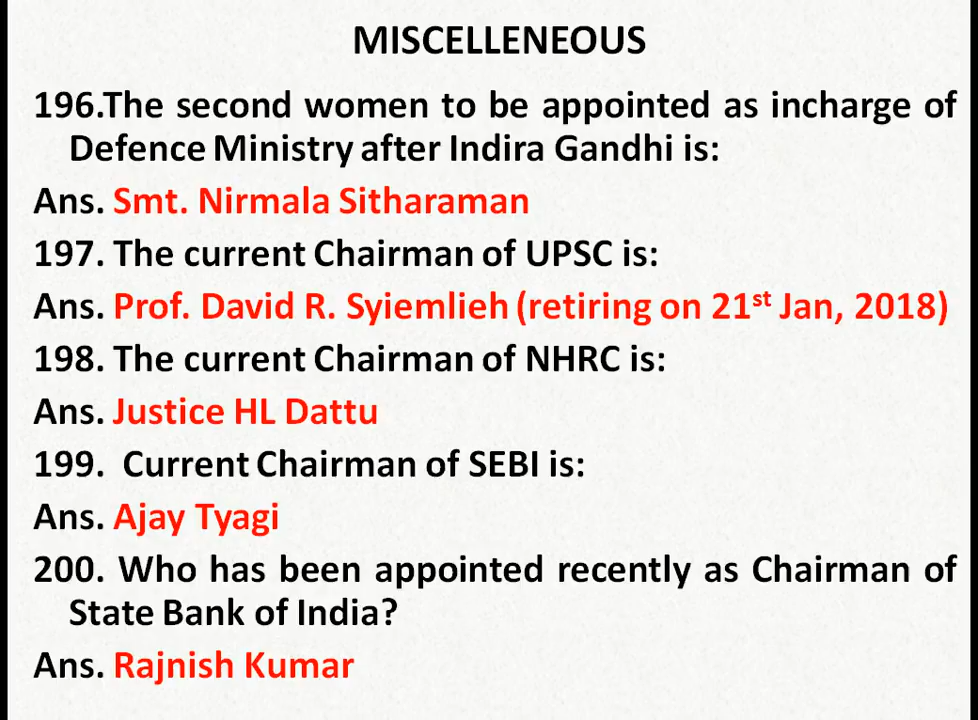 MISCELLENEOUS
196.The second women to be appointed as incharge of
Defence Ministry after Indira Gandhi is:
Ans. Smt. Nirmala Sitharaman
197. The current Chairman of UPSC is:
Ans. Prof. David R. Syiemlieh (retiring on 21st Jan, 2018)
198. The current Chairman of NHRC is:
Ans. Justice HL Dattu
199. Current Chairman of SEBI is:
Ans. Ajay Tyagi
200. Who has been appointed recently as Chairman of
State Bank of India?
Ans. Rajnish Kumar